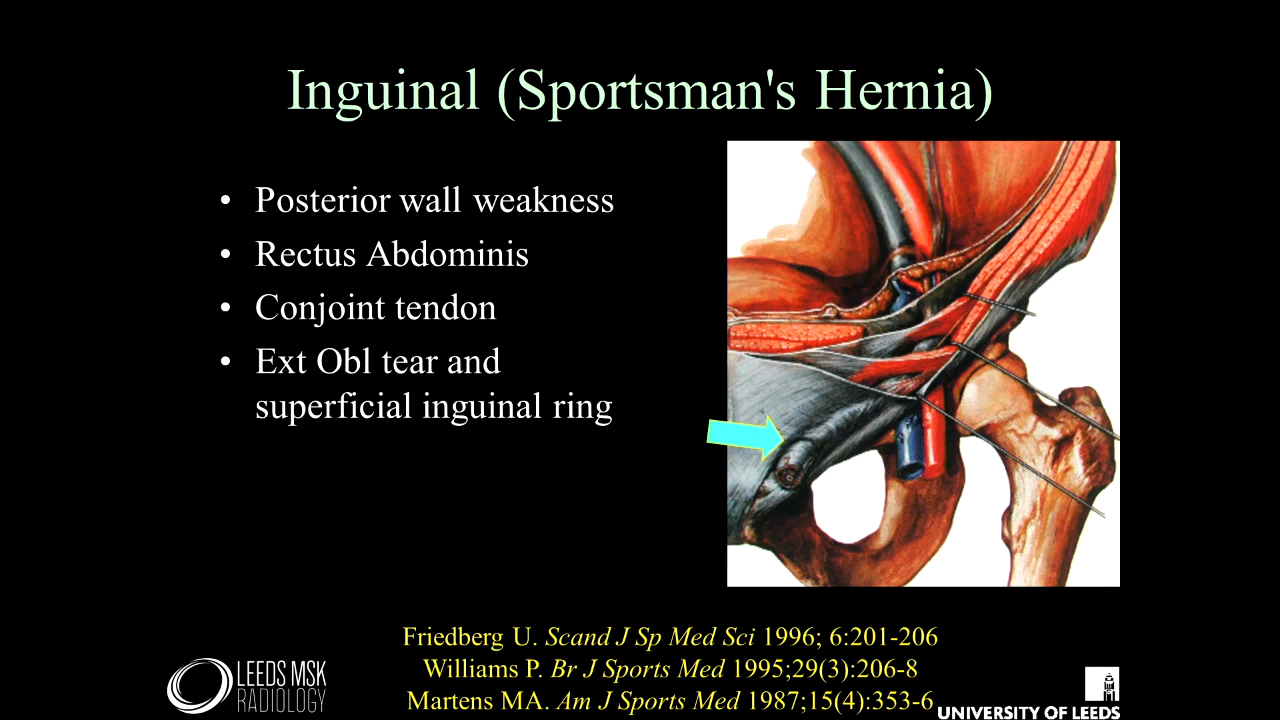 Inguinal (Sportsman's Hernia)
• Posterior wall weakness
• Rectus Abdominis
• Conjoint tendon
• Ext Obl tear and
superficial inguinal ring
Friedberg U. Scand J Sp Med Sci 1996; 6:201-206
Williams P. Br J Sports Med 1995;29(3):206-8
Martens MA. Am J Sports Med 1987;15(4):353-6
LEEDS MSK
RADIOLOGY
UNIVERSITY OF LEEDS